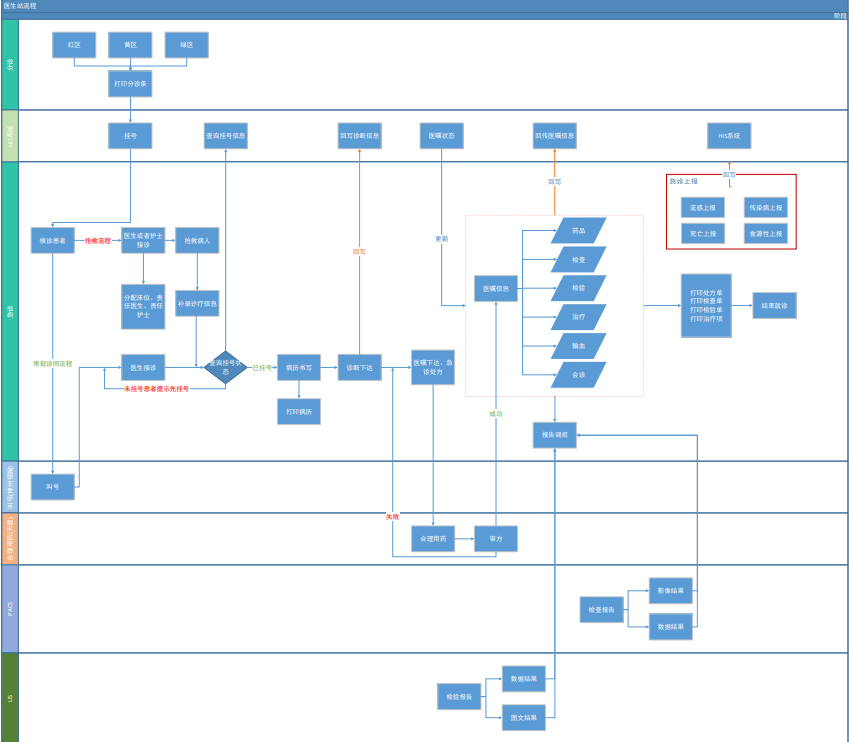 医生站流程
阶段
分诊
红区
黄区
绿区
打印分诊条
HIS系统
挂号
查询挂号信息
回写诊断信息
医嘱状态
回传医嘱信息
HIS系统
急诊
回写
急诊上报
流感上报
传染病上报
死亡上报
食源性上报
候诊患者
抢救流程
医生或者护士
接诊
抢救病人
分配床位、责
任医生、责任
护士
补录诊疗信息
常规诊间流程
医生接诊
查询挂号状
态
未挂号患者提示先挂号
已挂号
病历书写
打印病历
诊断下达
回写
医嘱下达、急
诊处方
更新
回写
医嘱信息
药品
检查
检验
治疗
输血
会诊
成功
打印处方单
打印检查单
打印检验单
打印治疗项
结束就诊
报告调阅
叫号
失败
合理用药
审方
PACS
检查报告
影像结果
数据结果
LIS
检验报告
数据结果
图文结果